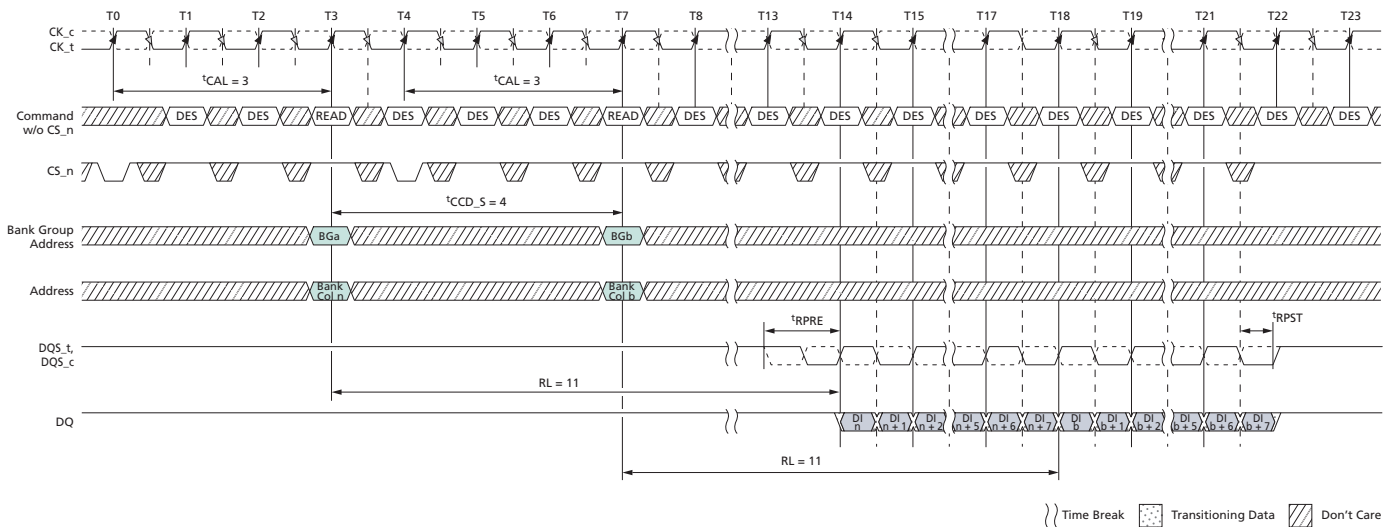 T0 T1 T2 T3 T4 T5 T6 T7 T8 T13 T14 T15 T17 T18 T19 T21 T22 T23
CK_c
CK_t
tCAL = 3 tCAL = 3
Command
w/o CS_n
DES DES READ DES DES DES READ DES DES DES DES DES DES DES DES DES DES
CS_n
tCCD_S = 4
Bank Group
Address
BGa BGb
Address
Bank
Col n
Bank
Col b
tRPRE tRPST
DQS_t,
DQS_c
RL = 11
DQ
DI
n
DI
n + 1
DI
n + 2
DI
n + 5
DI
n + 6
DI
n + 7
DI
b
DI
b + 1
DI
b + 2
DI
b + 5
DI
b + 6
DI
b + 7
RL = 11
Time Break Transitioning Data Don't Care